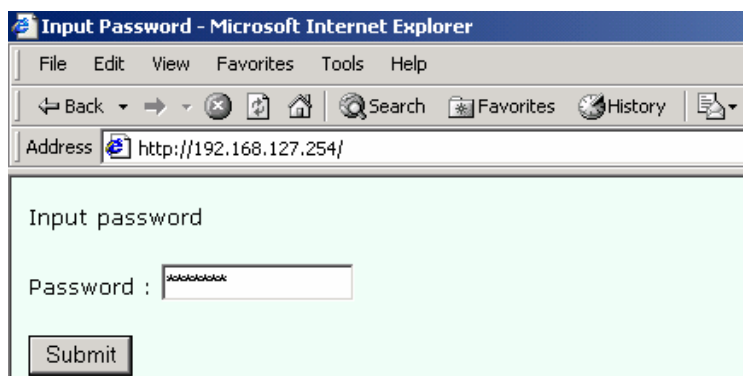 Input Password - Microsoft Internet Explorer
File Edit View Favorites Tools Help
Back Search Favorites History
Address http://192.168.127.254/
Input password
Password : ********
Submit